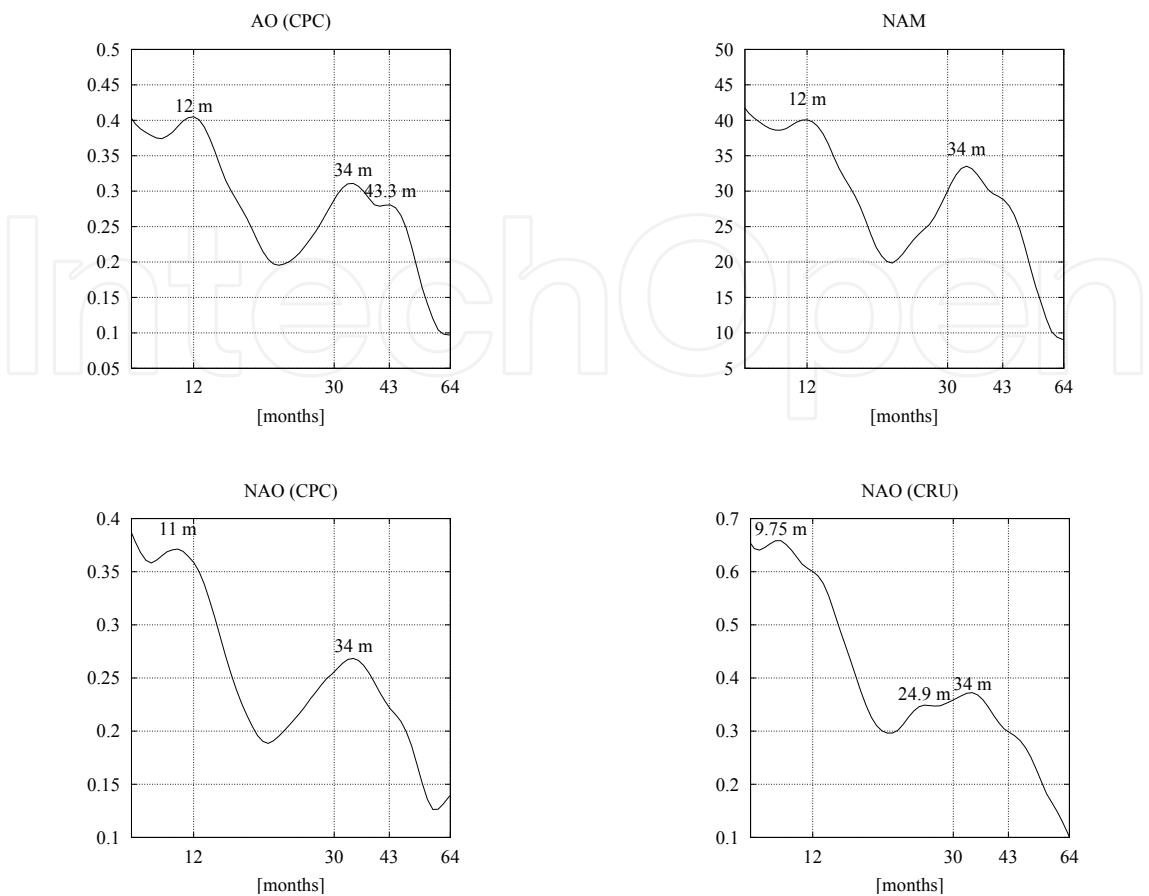 AO (CPC)
0.5
0.45
0.4
0.35
0.3
0.25
0.2
0.15
0.1
0.05
12 m
34 m
43.3 m
12
30
43
64
[months]
NAM
50
45
40
35
30
25
20
15
10
5
12 m
34 m
12
30
43
64
[months]
IntechOpen
NAO (CPC)
0.4
0.35
0.3
0.25
0.2
0.15
0.1
11 m
34 m
12
30
43
64
[months]
NAO (CRU)
0.7
0.6
0.5
0.4
0.3
0.2
0.1
9.75 m
24.9 m
34 m
12
30
43
64
[months]